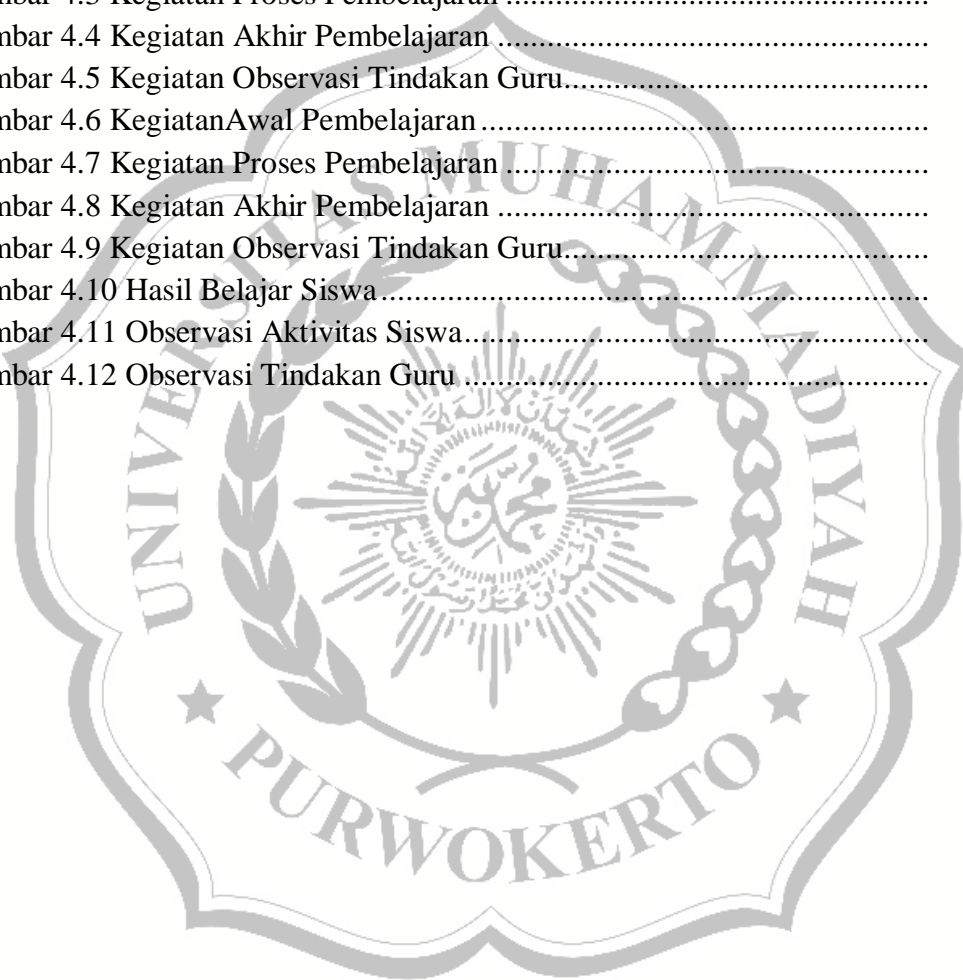 mbar 4.3 Kegiatan Proses Pembelajaran
mbar 4.4 Kegiatan Akhir Pembelajaran
mbar 4.5 Kegiatan Observasi Tindakan Guru
mbar 4.6 KegiatanAwal Pembelajaran
mbar 4.7 Kegiatan Proses Pembelajaran
mbar 4.8 Kegiatan Akhir Pembelajaran
mbar 4.9 Kegiatan Observasi Tindakan Guru
mbar 4.10 Hasil Belajar Siswa
mbar 4.11 Observasi Aktivitas Siswa
mbar 4.12 Observasi Tindakan Guru
UNIVERSITAS MUHAMMADIYAH
PURWOKERTO